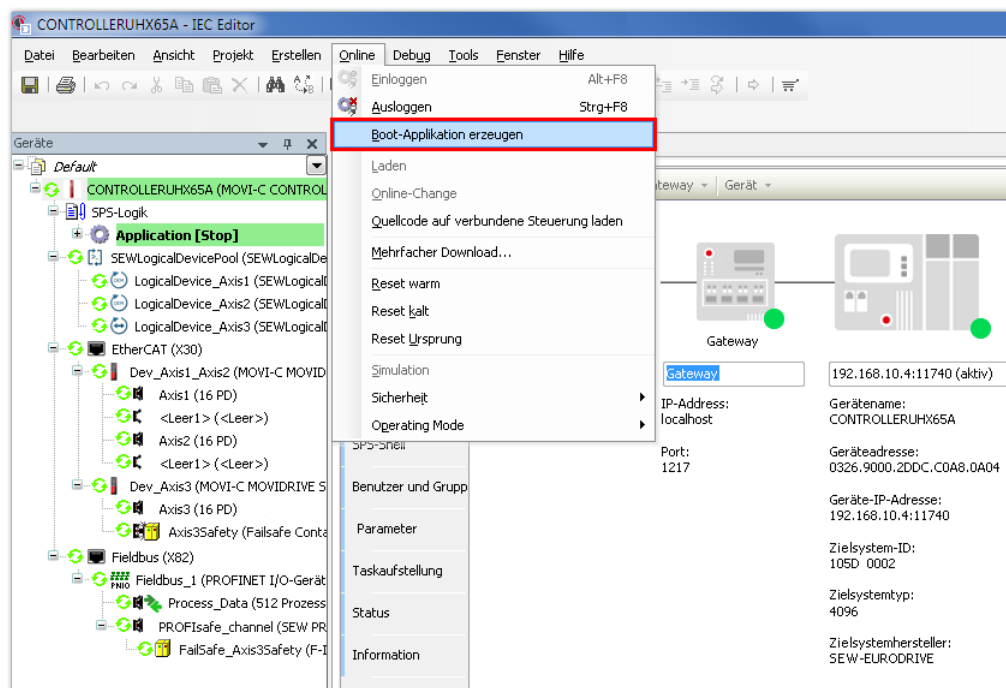 CONTROLLERUHX65A - IEC Editor
Datei Bearbeiten Ansicht Projekt Erstellen Online Debug Tools Fenster Hilfe
Einloggen Alt+F8
Ausloggen Strg+F8
Boot-Applikation erzeugen
Laden
Online-Change
Quellcode auf verbundene Steuerung laden
Mehrfacher Download...
Reset warm
Reset kalt
Reset Ursprung
Simulation
Sicherheit
Operating Mode
Geräte
Default
CONTROLLERUHX65A (MOVI-C CONTROL
SPS-Logik
Application [Stop]
SEWLogicalDevicePool (SEWLogicalDe
LogicalDevice_Axis1 (SEWLogical
LogicalDevice_Axis2 (SEWLogical
LogicalDevice_Axis3 (SEWLogical
EtherCAT (X30)
Dev_Axis1_Axis2 (MOVI-C MOVID
Axis1 (16 PD)
<Leer1> (<Leer>)
Axis2 (16 PD)
<Leer1> (<Leer>)
Dev_Axis3 (MOVI-C MOVIDRIVE S
Axis3 (16 PD)
Axis3Safety (Failsafe Conta
Fieldbus (X82)
Fieldbus_1 (PROFINET I/O-Gerät
PNIO
Process_Data (512 Prozess
PROFIsafe_channel (SEW PR
FailSafe_Axis3Safety (F-I
SPS-Shell
Benutzer und Grupp
Parameter
Taskaufstellung
Status
Information
teway Gerät
Gateway
Gateway
IP-Address:
localhost
Port:
1217
192.168.10.4:11740 (aktiv)
Gerätename:
CONTROLLERUHX65A
Geräteadresse:
0326.9000.2DDC.C0A8.0A04
Geräte-IP-Adresse:
192.168.10.4:11740
Zielsystem-ID:
105D 0002
Zielsystemtyp:
4096
Zielsystemhersteller:
SEW-EURODRIVE